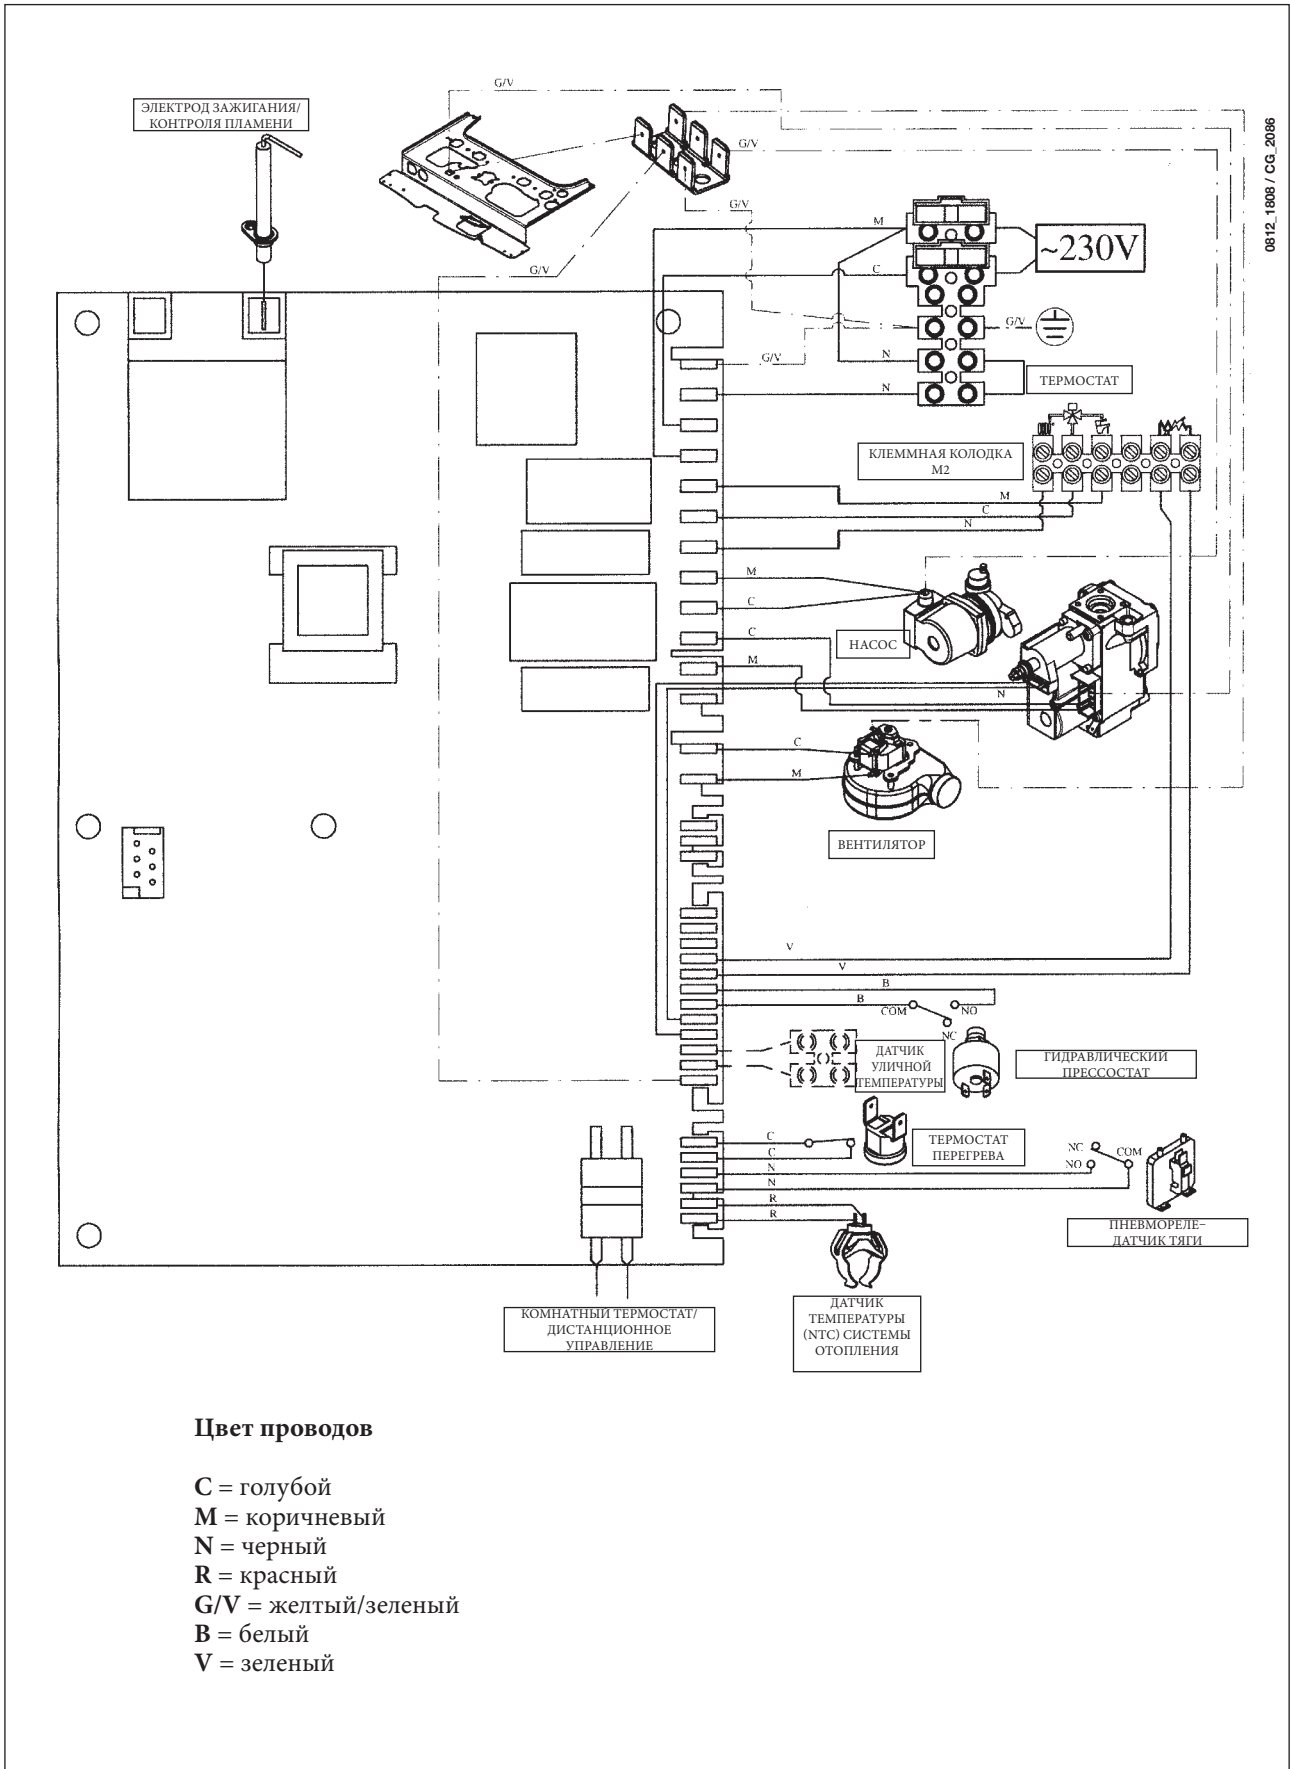 G/V
ЭЛЕКТРОД ЗАЖИГАНИЯ/
КОНТРОЛЯ ПЛАМЕНИ
0812_1808 / CG_2086
G/V
G/V
M
~230V
C
G/V
G/V
G/V
N
ТЕРМОСТАТ
N
КЛЕММНАЯ КОЛОДКА
M2
M
C
N
M
C
C
НАСОС
M
N
C
M
ВЕНТИЛЯТОР
V
V
B
B
COM
NO
NC
ДАТЧИК
УЛИЧНОЙ
ТЕМПЕРАТУРЫ
ГИДРАВЛИЧЕСКИЙ
ПРЕССОСТАТ
C
C
N
N
R
R
ТЕРМОСТАТ
ПЕРЕГРЕВА
NC
NO
COM
ПНЕВМОРЕЛЕ–
ДАТЧИК ТЯГИ
КОМНАТНЫЙ ТЕРМОСТАТ/
ДИСТАНЦИОННОЕ
УПРАВЛЕНИЕ
ДАТЧИК
ТЕМПЕРАТУРЫ
(NTC) СИСТЕМЫ
ОТОПЛЕНИЯ
Цвет проводов
C = голубой
M = коричневый
N = черный
R = красный
G/V = желтый/зеленый
B = белый
V = зеленый